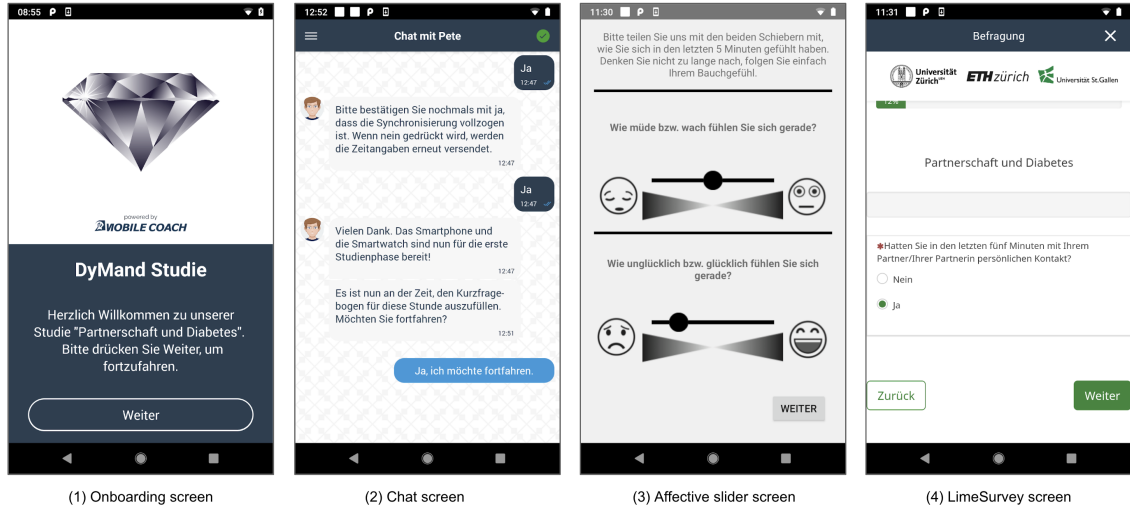 08:55
powered by
MOBILE COACH
DyMand Studie
Herzlich Willkommen zu unserer
Studie "Partnerschaft und Diabetes".
Bitte drücken Sie Weiter, um
fortzufahren.
Weiter
(1) Onboarding screen
12:52
Chat mit Pete
Ja
12:47
Bitte bestätigen Sie nochmals mit ja,
dass die Synchronisierung vollzogen
ist. Wenn nein gedrückt wird, werden
die Zeitangaben erneut versendet.
12:47
Ja
12:47
Vielen Dank. Das Smartphone und
die Smartwatch sind nun für die erste
Studienphase bereit!
12:47
Es ist nun an der Zeit, den Kurzfrage-
bogen für diese Stunde auszufüllen.
Möchten Sie fortfahren?
12:51
Ja, ich möchte fortfahren.
(2) Chat screen
11:30
Bitte teilen Sie uns mit den beiden Schiebern mit,
wie Sie sich in den letzten 5 Minuten gefühlt haben.
Denken Sie nicht zu lange nach, folgen Sie einfach
Ihrem Bauchgefühl.
Wie müde bzw. wach fühlen Sie sich gerade?
Wie unglücklich bzw. glücklich fühlen Sie sich
gerade?
WEITER
(3) Affective slider screen
11:31
Befragung
Universität
Zürich UZH
ETH zürich
Universität St.Gallen
12%
Partnerschaft und Diabetes
*Hatten Sie in den letzten fünf Minuten mit Ihrem
Partner/Ihrer Partnerin persönlichen Kontakt?
Nein
Ja
Zurück
Weiter
(4) LimeSurvey screen